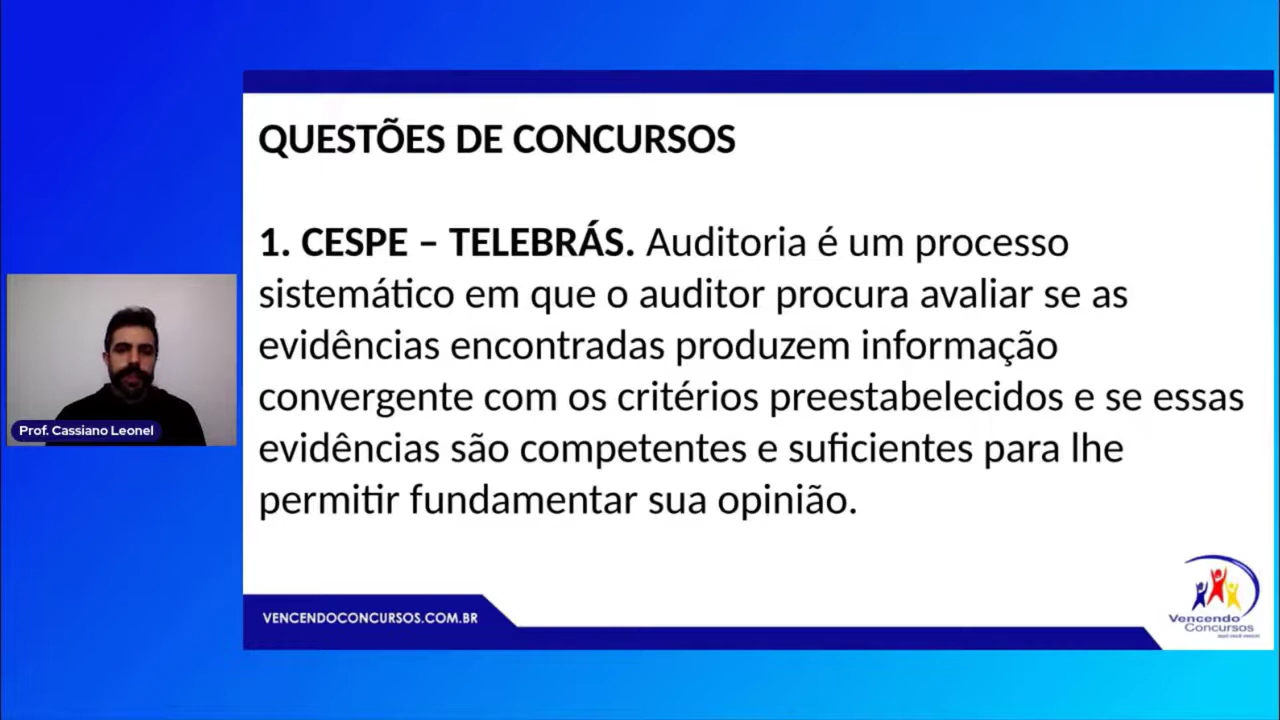 QUESTÕES DE CONCURSOS
1. CESPE – TELEBRÁS. Auditoria é um processo
sistemático em que o auditor procura avaliar se as
evidências encontradas produzem informação
convergente com os critérios preestabelecidos e se essas
evidências são competentes e suficientes para lhe
permitir fundamentar sua opinião.
Prof. Cassiano Leonel
VENCENDOCONCURSOS.COM.BR
Vencendo
Concursos